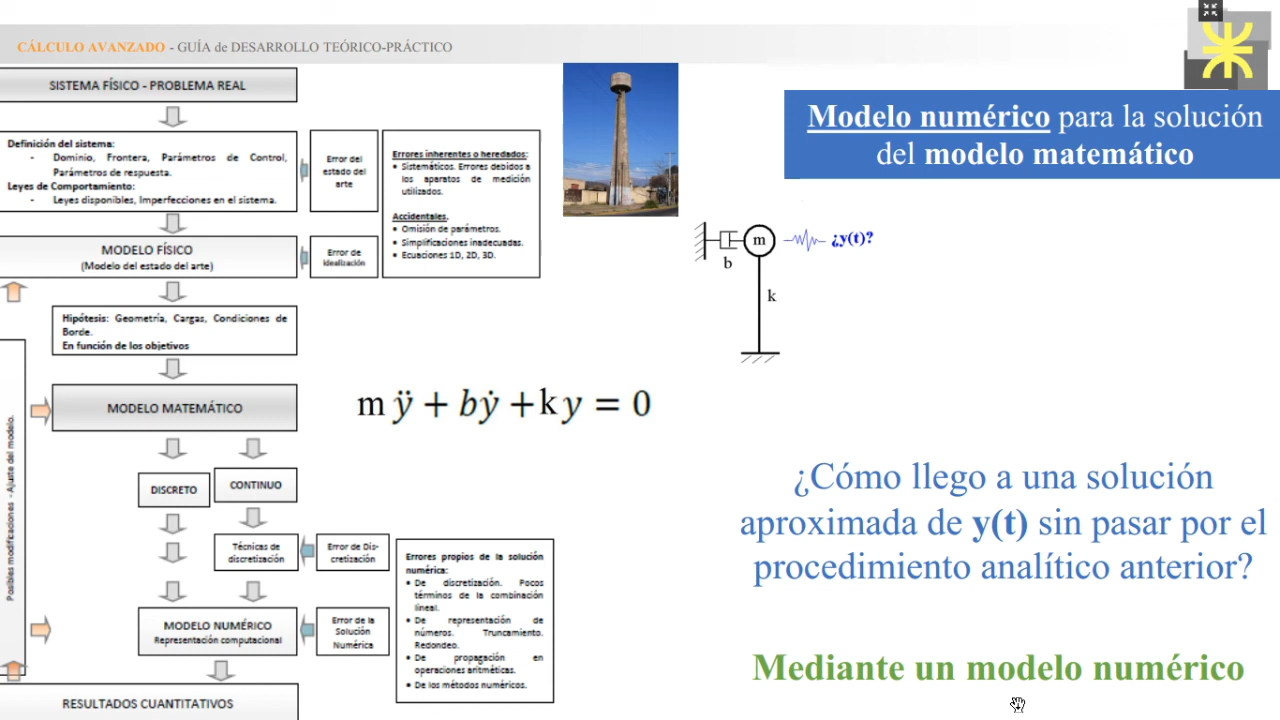 CÁLCULO AVANZADO - GUÍA de DESARROLLO TEÓRICO-PRÁCTICO
SISTEMA FÍSICO - PROBLEMA REAL
Definición del sistema:
- Dominio, Frontera, Parámetros de Control,
Parámetros de respuesta.
Leyes de Comportamiento:
- Leyes disponibles, Imperfecciones en el sistema.
Error del
estado del
arte
Errores inherentes o heredados:
• Sistemáticos. Errores debidos a
los aparatos de medición
utilizados.
Accidentales.
• Omisión de parámetros.
• Simplificaciones inadecuadas.
• Ecuaciones 1D, 2D, 3D.
MODELO FÍSICO
(Modelo del estado del arte)
Error de
Idealización
Hipótesis: Geometría, Cargas, Condiciones de
Borde.
En función de los objetivos
MODELO MATEMÁTICO
DISCRETO
CONTINUO
Técnicas de
discretización
Error de Dis-
cretización
MODELO NUMÉRICO
Representación computacional
Error de la
Solución
Numérica
Errores propios de la solución
numérica:
• De discretización. Pocos
términos de la combinación
lineal.
• De representación de
números. Truncamiento.
Redondeo.
• De propagación en
operaciones aritméticas.
• De los métodos numéricos.
RESULTADOS CUANTITATIVOS
Posibles modificaciones - Ajuste del modelo.
m ÿ + bẏ + k y = 0
Modelo numérico para la solución
del modelo matemático
m
¿y(t)?
b
k
¿Cómo llego a una solución
aproximada de y(t) sin pasar por el
procedimiento analítico anterior?
Mediante un modelo numérico